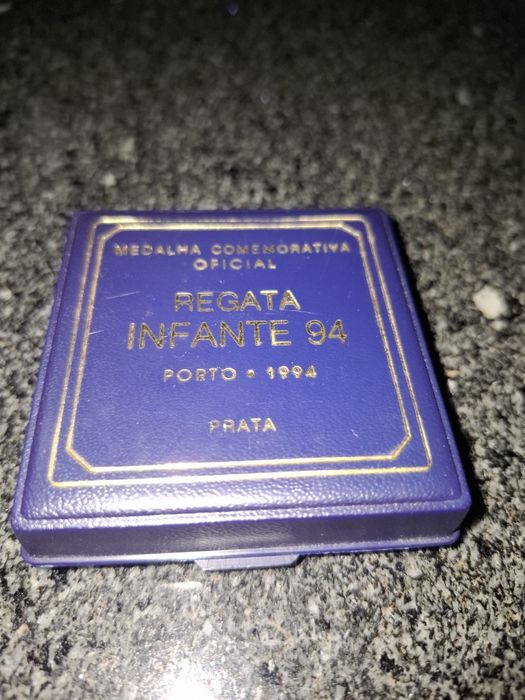 MEDALHA COMEMORATIVA
OFICIAL
REGATA
INFANTE 94
PORTO • 1994
PRATA